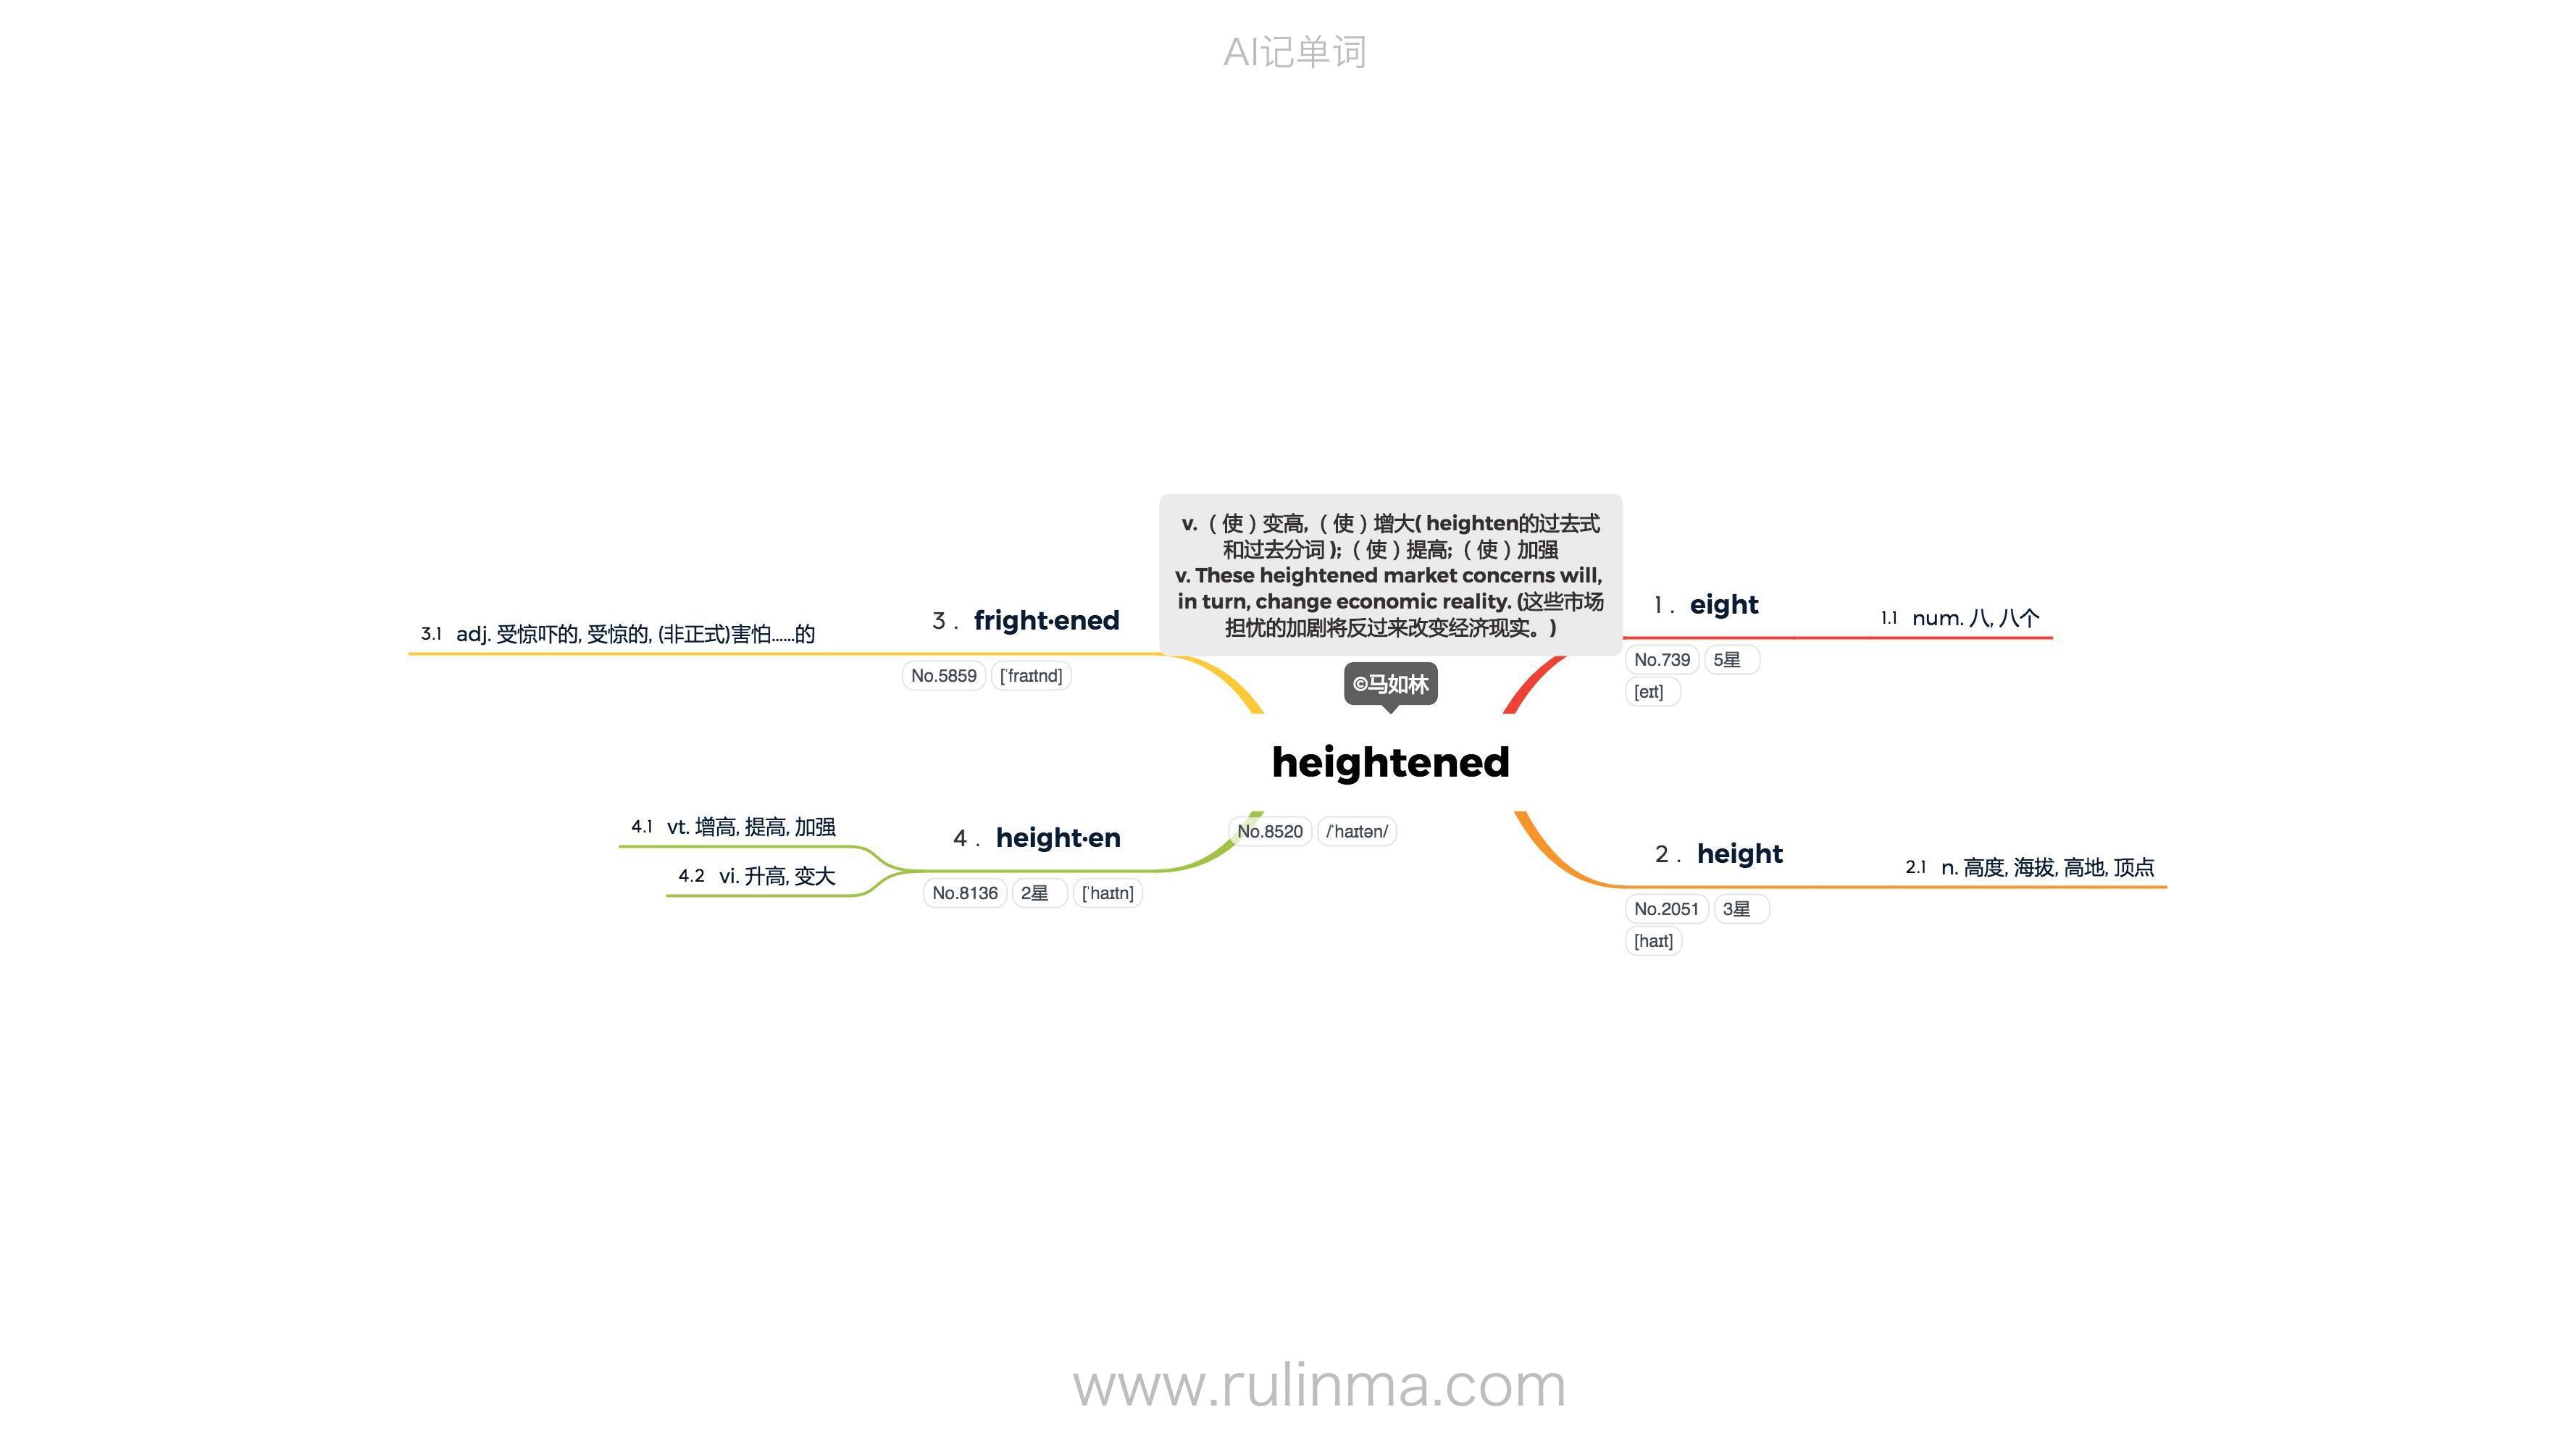 AI记单词
v.（使）变高,（使）增大( heighten的过去式
和过去分词 );（使）提高;（使）加强
v. These heightened market concerns will,
in turn, change economic reality. (这些市场
担忧的加剧将反过来改变经济现实。)
©马如林
heightened
No.8520 /ˈhaɪtən/
1. eight
No.739 5星
[eɪt]
1.1 num. 八, 八个
2. height
No.2051 3星
[haɪt]
2.1 n. 高度, 海拔, 高地, 顶点
3. fright·ened
No.5859 [ˈfraɪtnd]
3.1 adj. 受惊吓的, 受惊的, (非正式)害怕……的
4. height·en
No.8136 2星 [ˈhaɪtn]
4.1 vt. 增高, 提高, 加强
4.2 vi. 升高, 变大
www.rulinma.com